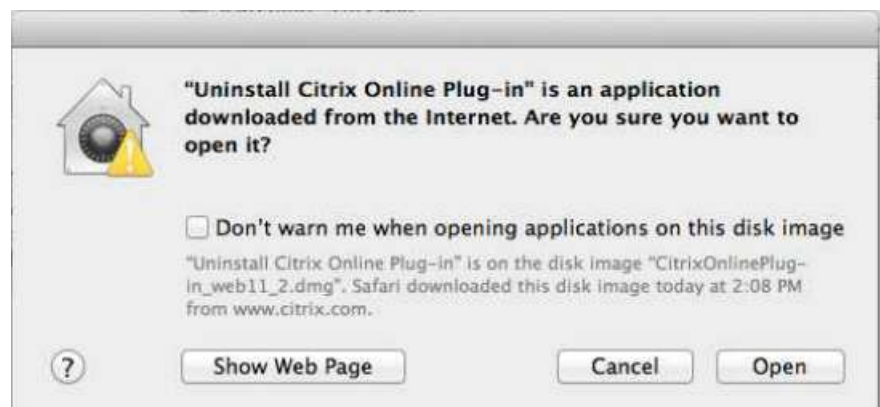 "Uninstall Citrix Online Plug-in" is an application
downloaded from the Internet. Are you sure you want to
open it?
Don't warn me when opening applications on this disk image
"Uninstall Citrix Online Plug-in" is on the disk image "CitrixOnlinePlug-
in_web11_2.dmg". Safari downloaded this disk image today at 2:08 PM
from www.citrix.com.
? Show Web Page Cancel Open